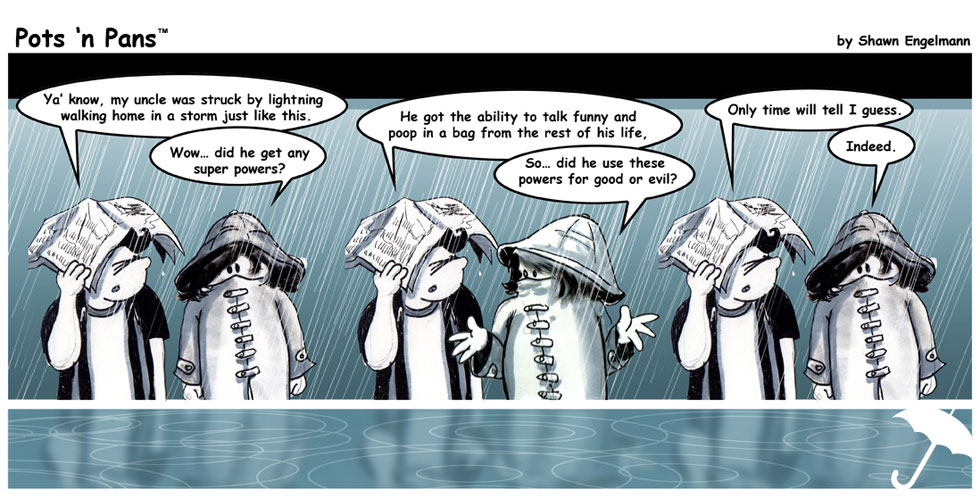 Pots ‘n Pans™
by Shawn Engelmann
Ya’ know, my uncle was struck by lightning
walking home in a storm just like this.
Wow... did he get any
super powers?
He got the ability to talk funny and
poop in a bag from the rest of his life,
So... did he use these
powers for good or evil?
Only time will tell I guess.
Indeed.